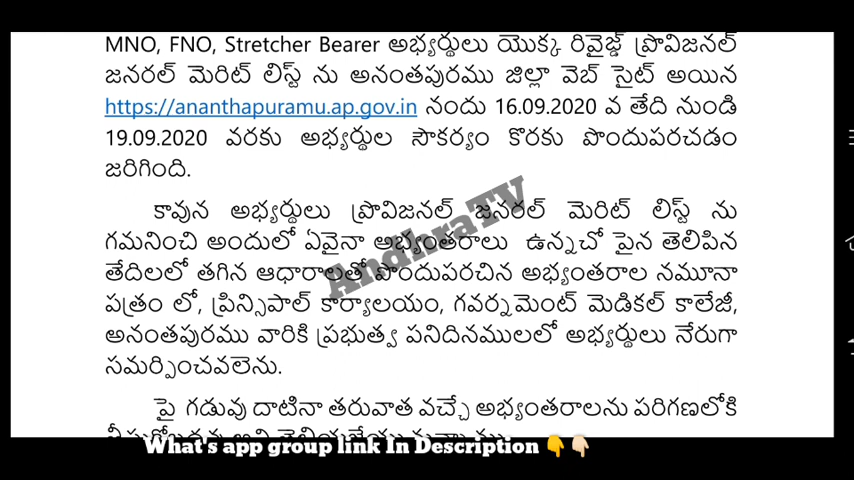 MNO, FNO, Stretcher Bearer అభ్యర్థులు యొక్క రివైజ్డ్ ప్రొవిజనల్
జనరల్ మెరిట్ లిస్ట్ ను అనంతపురము జిల్లా వెబ్ సైట్ అయిన
https://ananthapuramu.ap.gov.in నందు 16.09.2020 వ తేది నుండి
19.09.2020 వరకు అభ్యర్థుల సౌకర్యం కొరకు పొందుపరచడం
జరిగింది.
కావున అభ్యర్థులు ప్రొవిజనల్ జనరల్ మెరిట్ లిస్ట్ ను
గమనించి అందులో ఏవైనా అభ్యంతరాలు ఉన్నచో పైన తెలిపిన
తేదిలలో తగిన ఆధారాలతో పొందుపరచిన అభ్యంతరాల నమూనా
పత్రం లో, ప్రిన్సిపాల్ కార్యాలయం, గవర్నమెంట్ మెడికల్ కాలేజీ,
అనంతపురము వారికి ప్రభుత్వ పనిదినములలో అభ్యర్థులు నేరుగా
సమర్పించవలెను.
పై గడువు దాటినా తరువాత వచ్చే అభ్యంతరాలను పరిగణలోకి
What's app group link In Description 👇👇🏻
AndhraTV